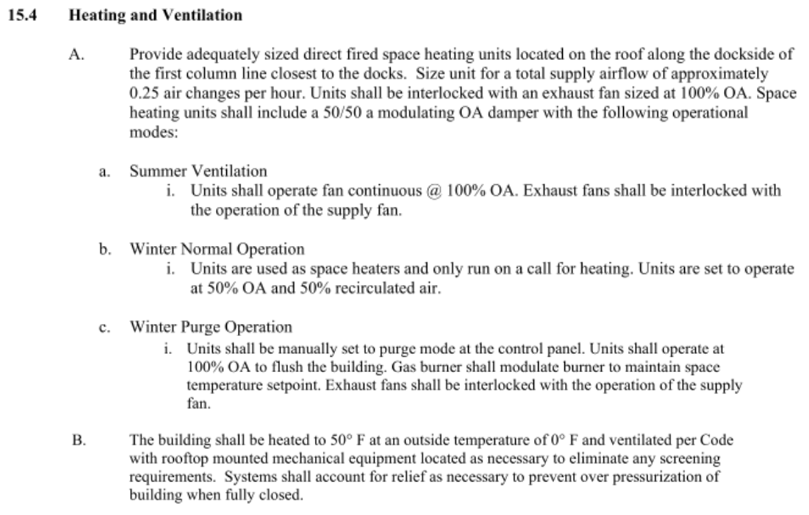 15.4 Heating and Ventilation
A. Provide adequately sized direct fired space heating units located on the roof along the dockside of
the first column line closest to the docks. Size unit for a total supply airflow of approximately
0.25 air changes per hour. Units shall be interlocked with an exhaust fan sized at 100% OA. Space
heating units shall include a 50/50 a modulating OA damper with the following operational
modes:
a. Summer Ventilation
i. Units shall operate fan continuous @ 100% OA. Exhaust fans shall be interlocked with
the operation of the supply fan.
b. Winter Normal Operation
i. Units are used as space heaters and only run on a call for heating. Units are set to operate
at 50% OA and 50% recirculated air.
c. Winter Purge Operation
i. Units shall be manually set to purge mode at the control panel. Units shall operate at
100% OA to flush the building. Gas burner shall modulate burner to maintain space
temperature setpoint. Exhaust fans shall be interlocked with the operation of the supply
fan.
B. The building shall be heated to 50° F at an outside temperature of 0° F and ventilated per Code
with rooftop mounted mechanical equipment located as necessary to eliminate any screening
requirements. Systems shall account for relief as necessary to prevent over pressurization of
building when fully closed.